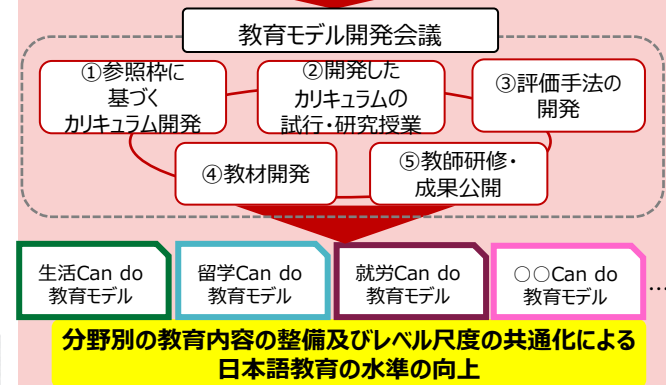 教育モデル開発会議
①参照枠に
基づく
カリキュラム開発
②開発した
カリキュラムの
試行・研究授業
③評価手法の
開発
④教材開発
⑤教師研修・
成果公開
生活Can do
教育モデル
留学Can do
教育モデル
就労Can do
教育モデル
○○Can do
教育モデル
…
分野別の教育内容の整備及びレベル尺度の共通化による
日本語教育の水準の向上